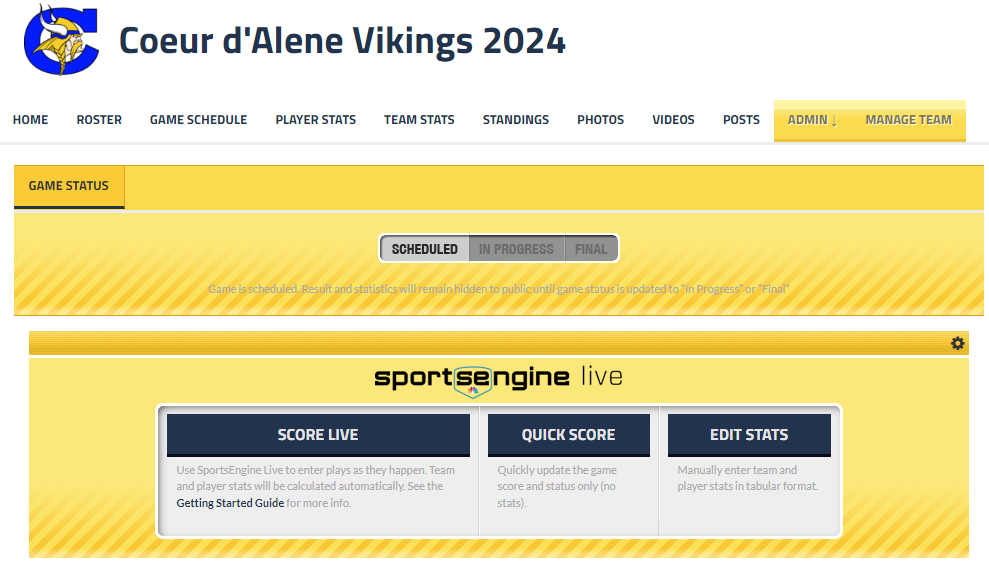 Coeur d'Alene Vikings 2024
HOME ROSTER GAME SCHEDULE PLAYER STATS TEAM STATS STANDINGS PHOTOS VIDEOS POSTS ADMIN ↓ MANAGE TEAM
GAME STATUS
SCHEDULED IN PROGRESS FINAL
Game is scheduled. Result and statistics will remain hidden to public until game status is updated to "In Progress" or "Final"
sportsengine live
SCORE LIVE
Use SportsEngine Live to enter plays as they happen. Team
and player stats will be calculated automatically. See the
Getting Started Guide for more info.
QUICK SCORE
Quickly update the game
score and status only (no
stats).
EDIT STATS
Manually enter team and
player stats in tabular format.